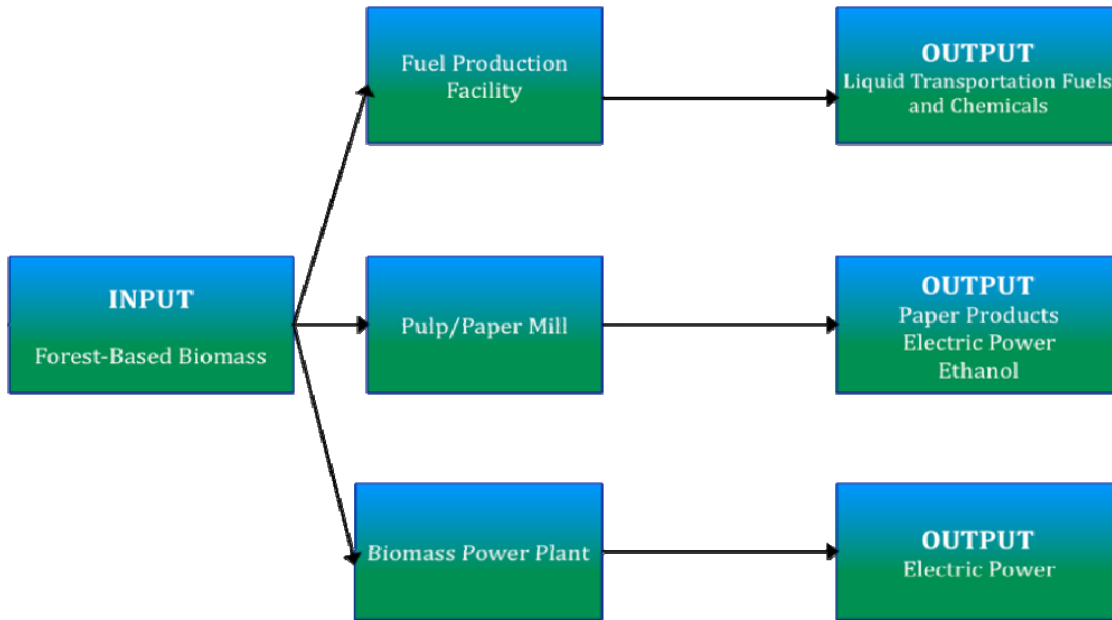 Fuel Production
Facility
OUTPUT
Liquid Transportation Fuels
and Chemicals
INPUT
Forest-Based Biomass
Pulp/Paper Mill
OUTPUT
Paper Products
Electric Power
Ethanol
Biomass Power Plant
OUTPUT
Electric Power